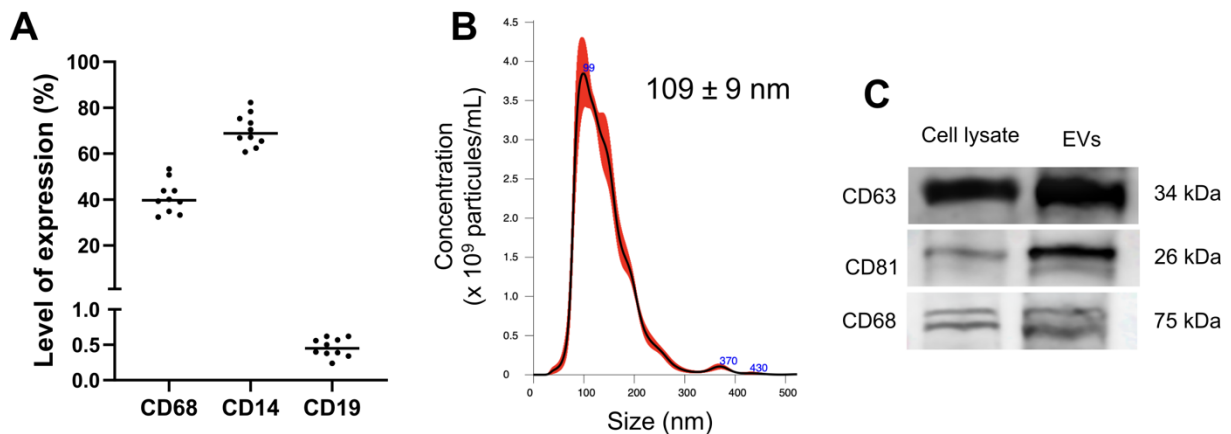 A
Level of expression (%)
100
80
60
40
20
1.0
0.5
0.0
CD68 CD14 CD19
B
Concentration
(x 10⁹ particules/mL)
4.5
4.0
3.5
3.0
2.5
2.0
1.5
1.0
0.5
0
99
109 ± 9 nm
370
430
0 100 200 300 400 500
Size (nm)
C
Cell lysate EVs
CD63 34 kDa
CD81 26 kDa
CD68 75 kDa